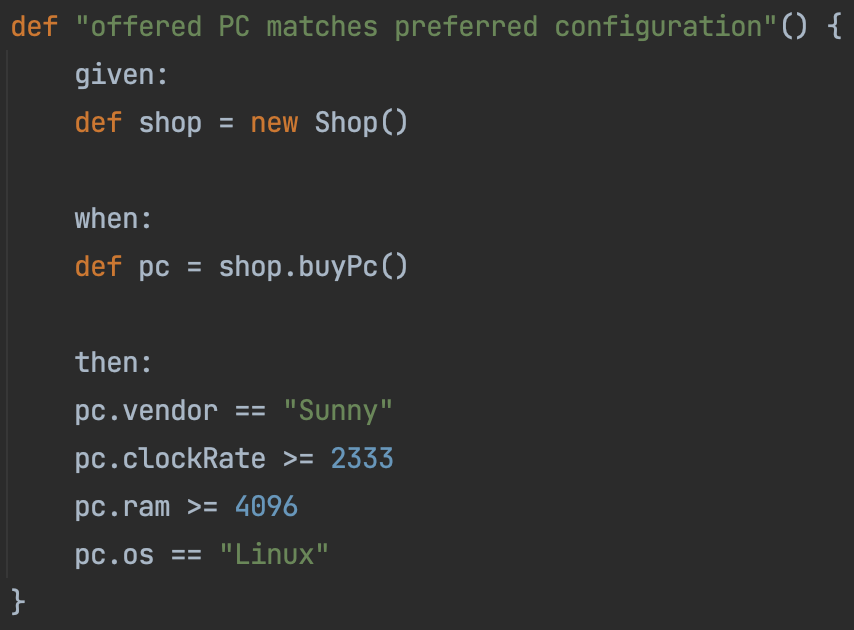 def "offered PC matches preferred configuration"() {
    given:
    def shop = new Shop()

    when:
    def pc = shop.buyPc()

    then:
    pc.vendor == "Sunny"
    pc.clockRate >= 2333
    pc.ram >= 4096
    pc.os == "Linux"
}